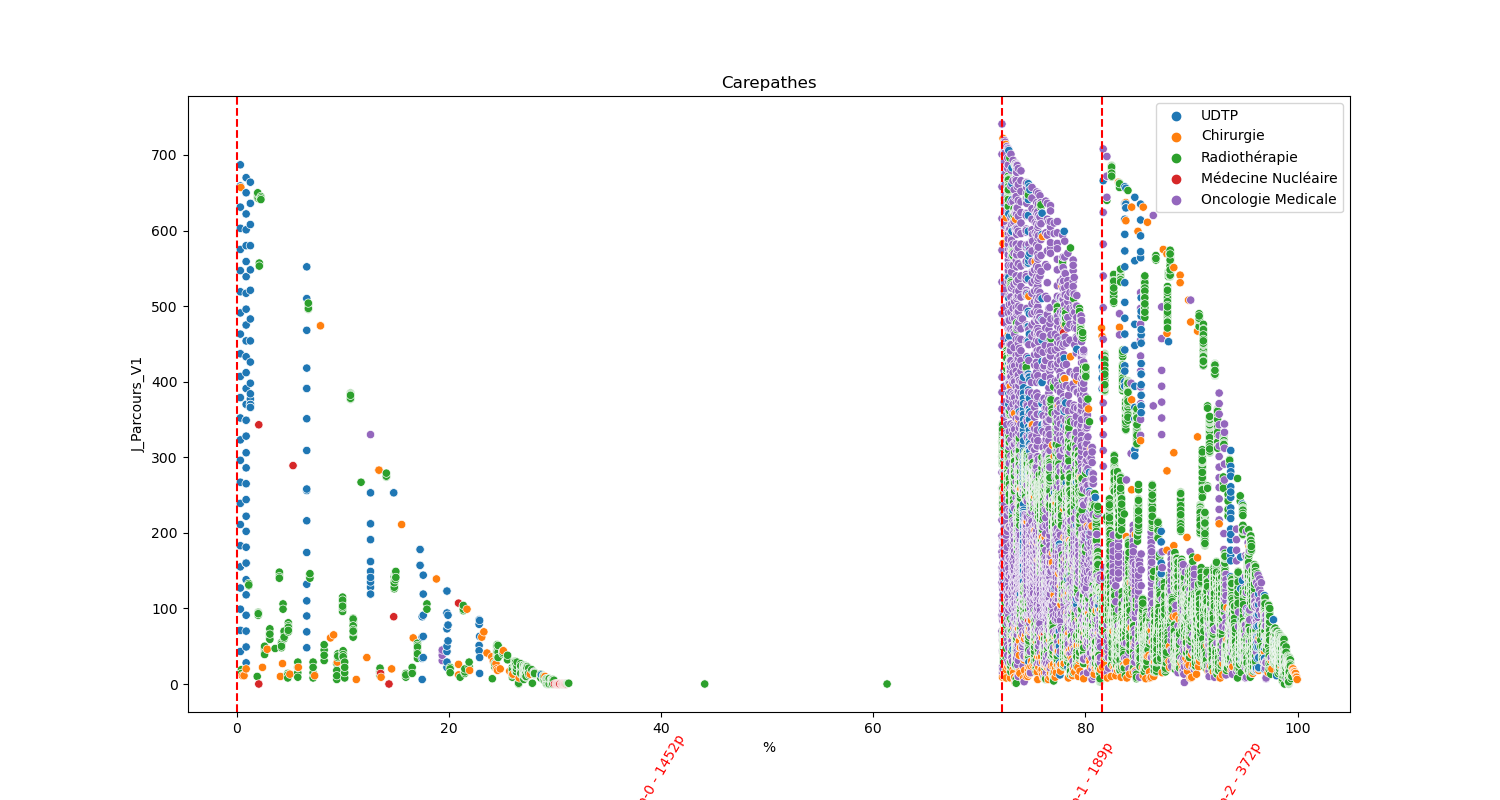 Carepathes
UDTP
Chirurgie
Radiothérapie
Médecine Nucléaire
Oncologie Medicale
J_Parcours_V1
700
600
500
400
300
200
100
0
0 20 40 60 80 100
%
-0 - 1452p
-1 - 189p
-2 - 372p